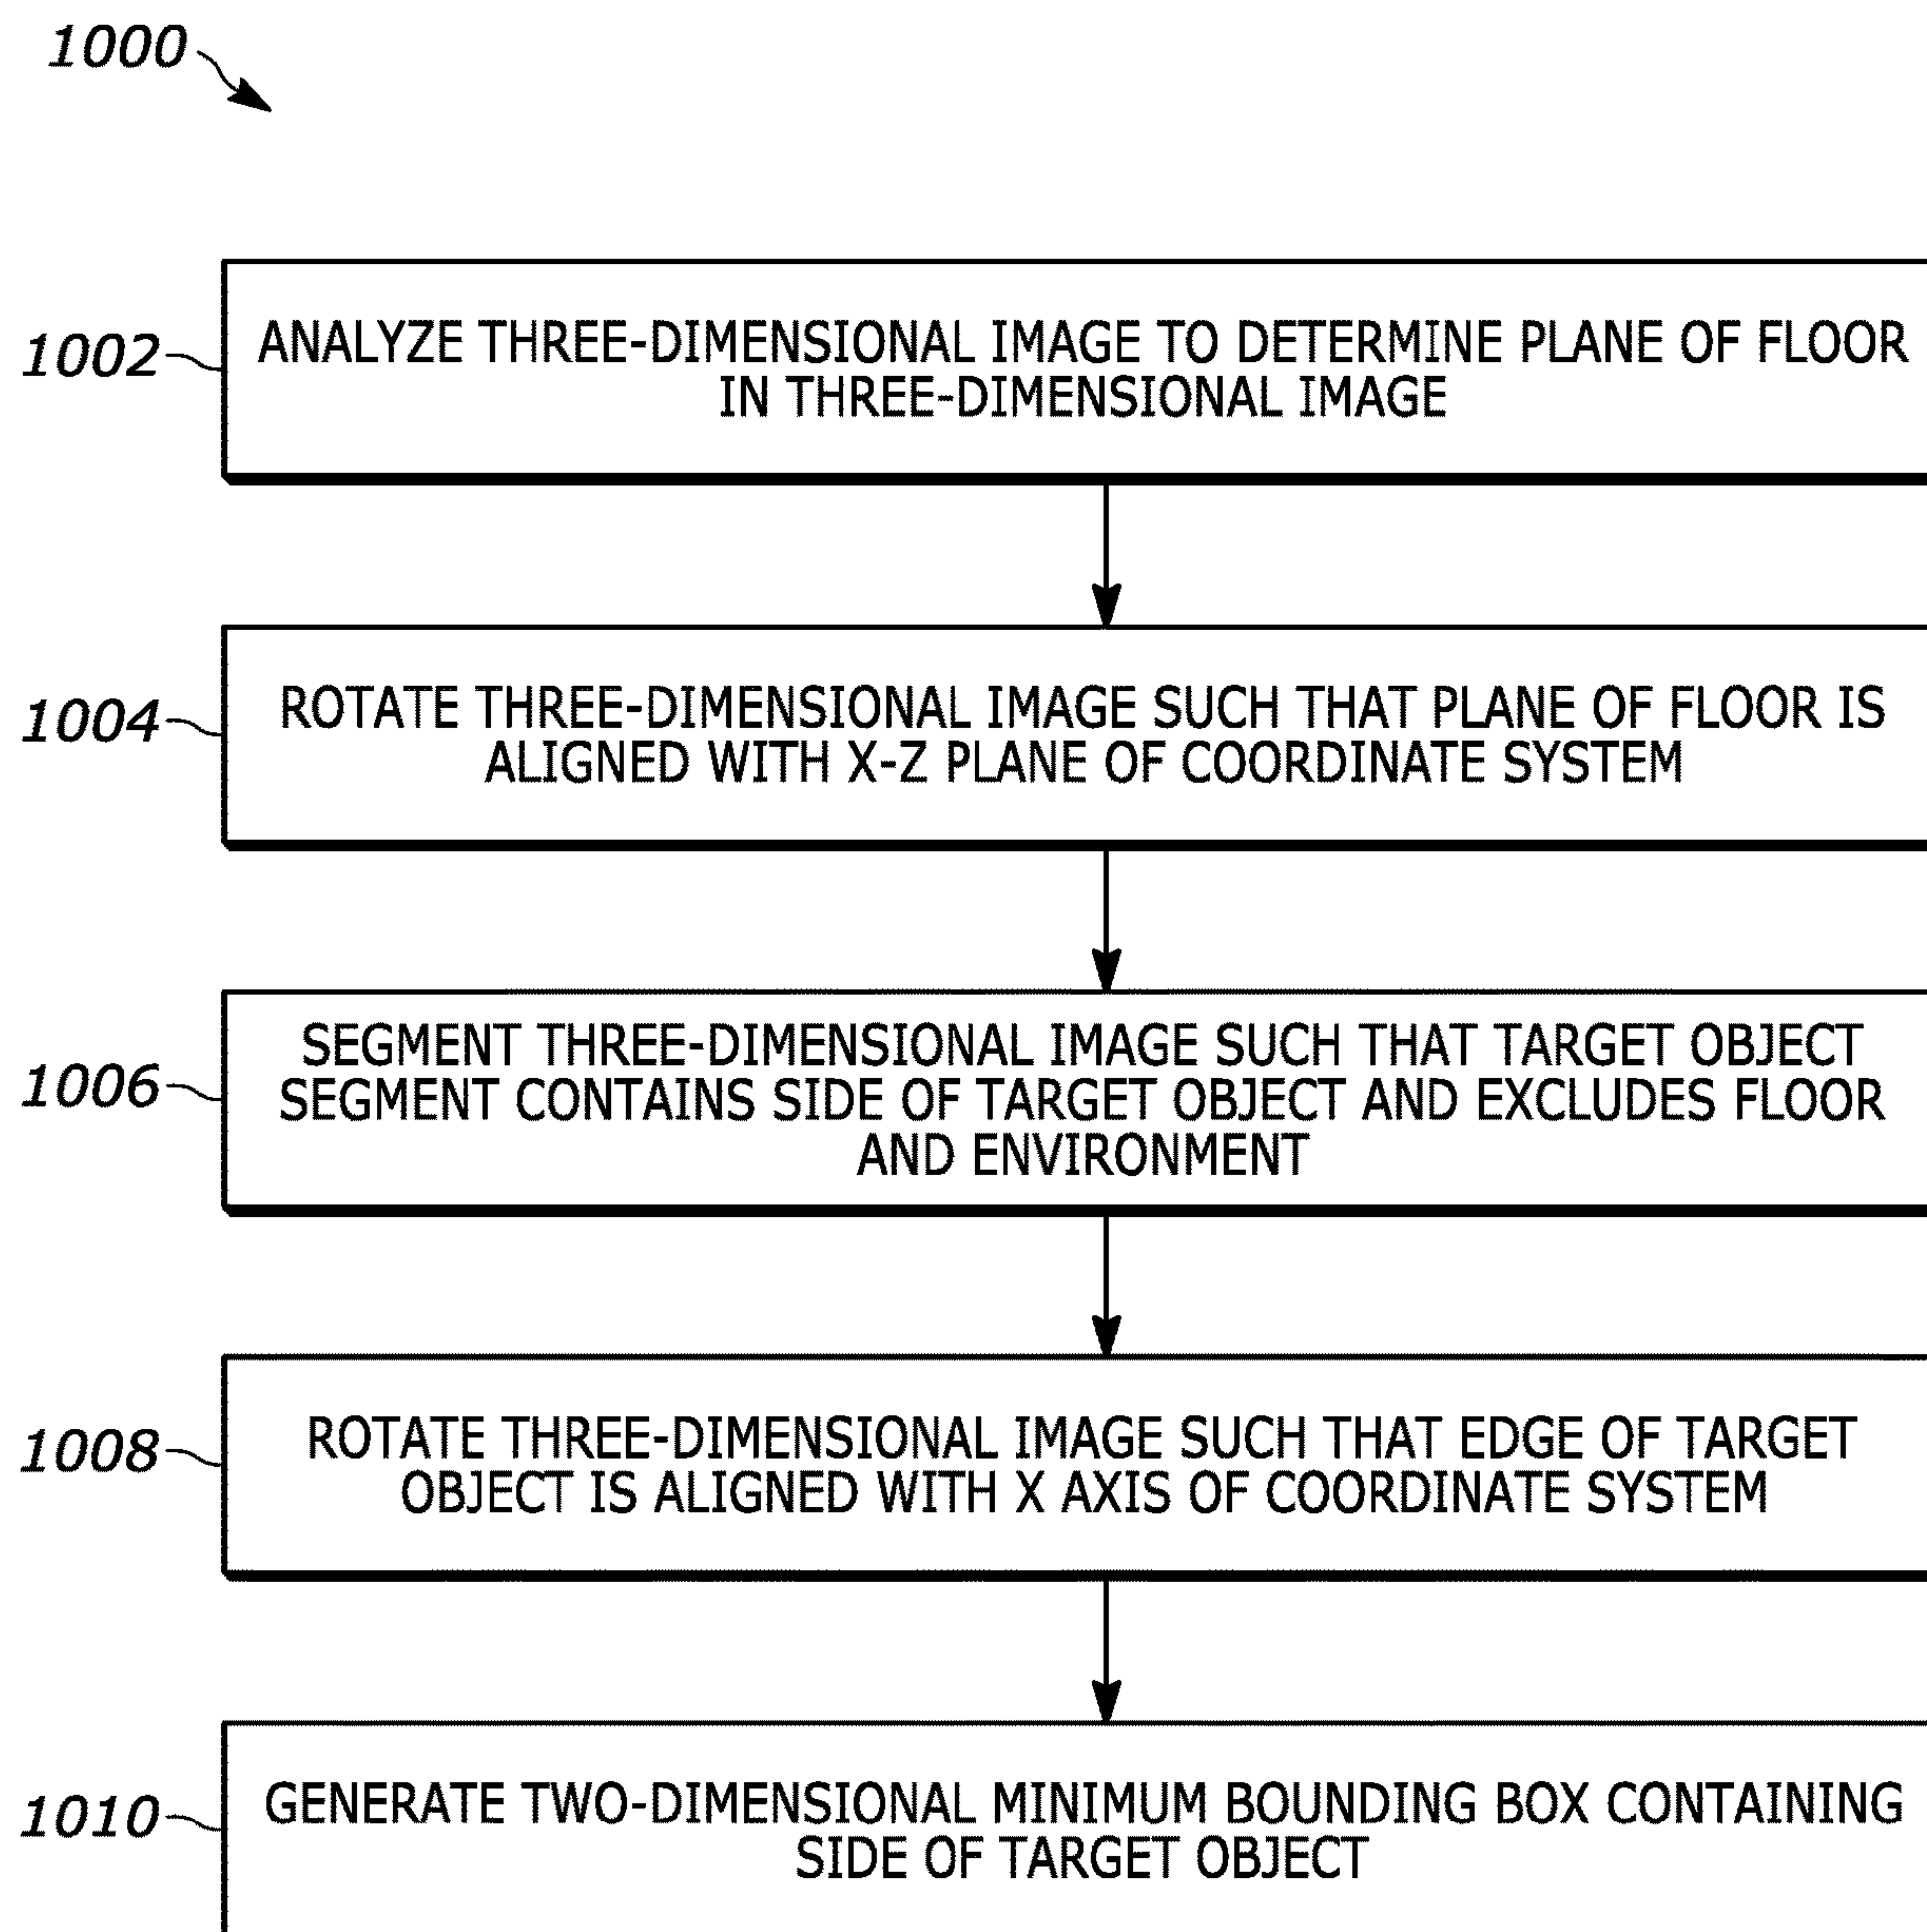 1000
1002
ANALYZE THREE-DIMENSIONAL IMAGE TO DETERMINE PLANE OF FLOOR
IN THREE-DIMENSIONAL IMAGE
1004
ROTATE THREE-DIMENSIONAL IMAGE SUCH THAT PLANE OF FLOOR IS
ALIGNED WITH X-Z PLANE OF COORDINATE SYSTEM
1006
SEGMENT THREE-DIMENSIONAL IMAGE SUCH THAT TARGET OBJECT
SEGMENT CONTAINS SIDE OF TARGET OBJECT AND EXCLUDES FLOOR
AND ENVIRONMENT
1008
ROTATE THREE-DIMENSIONAL IMAGE SUCH THAT EDGE OF TARGET
OBJECT IS ALIGNED WITH X AXIS OF COORDINATE SYSTEM
1010
GENERATE TWO-DIMENSIONAL MINIMUM BOUNDING BOX CONTAINING
SIDE OF TARGET OBJECT